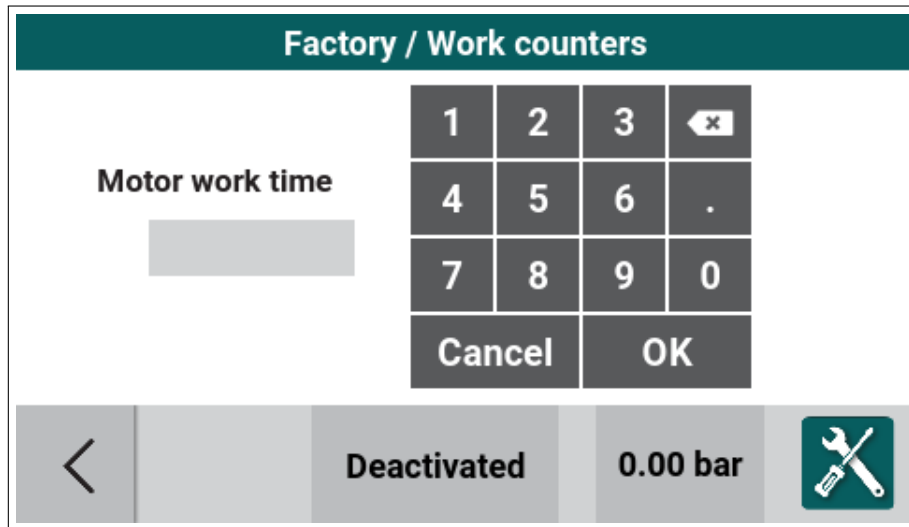 Factory / Work counters
Motor work time
1 2 3
4 5 6 .
7 8 9 0
Cancel OK
Deactivated 0.00 bar